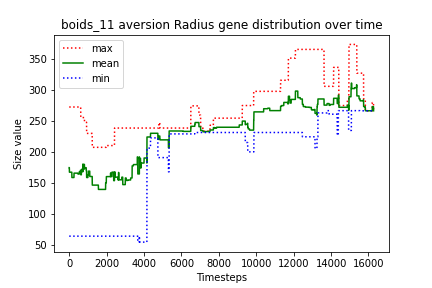 boids_11 aversion Radius gene distribution over time
max
mean
min
Size value
350
300
250
200
150
100
50
0 2000 4000 6000 8000 10000 12000 14000 16000
Timesteps